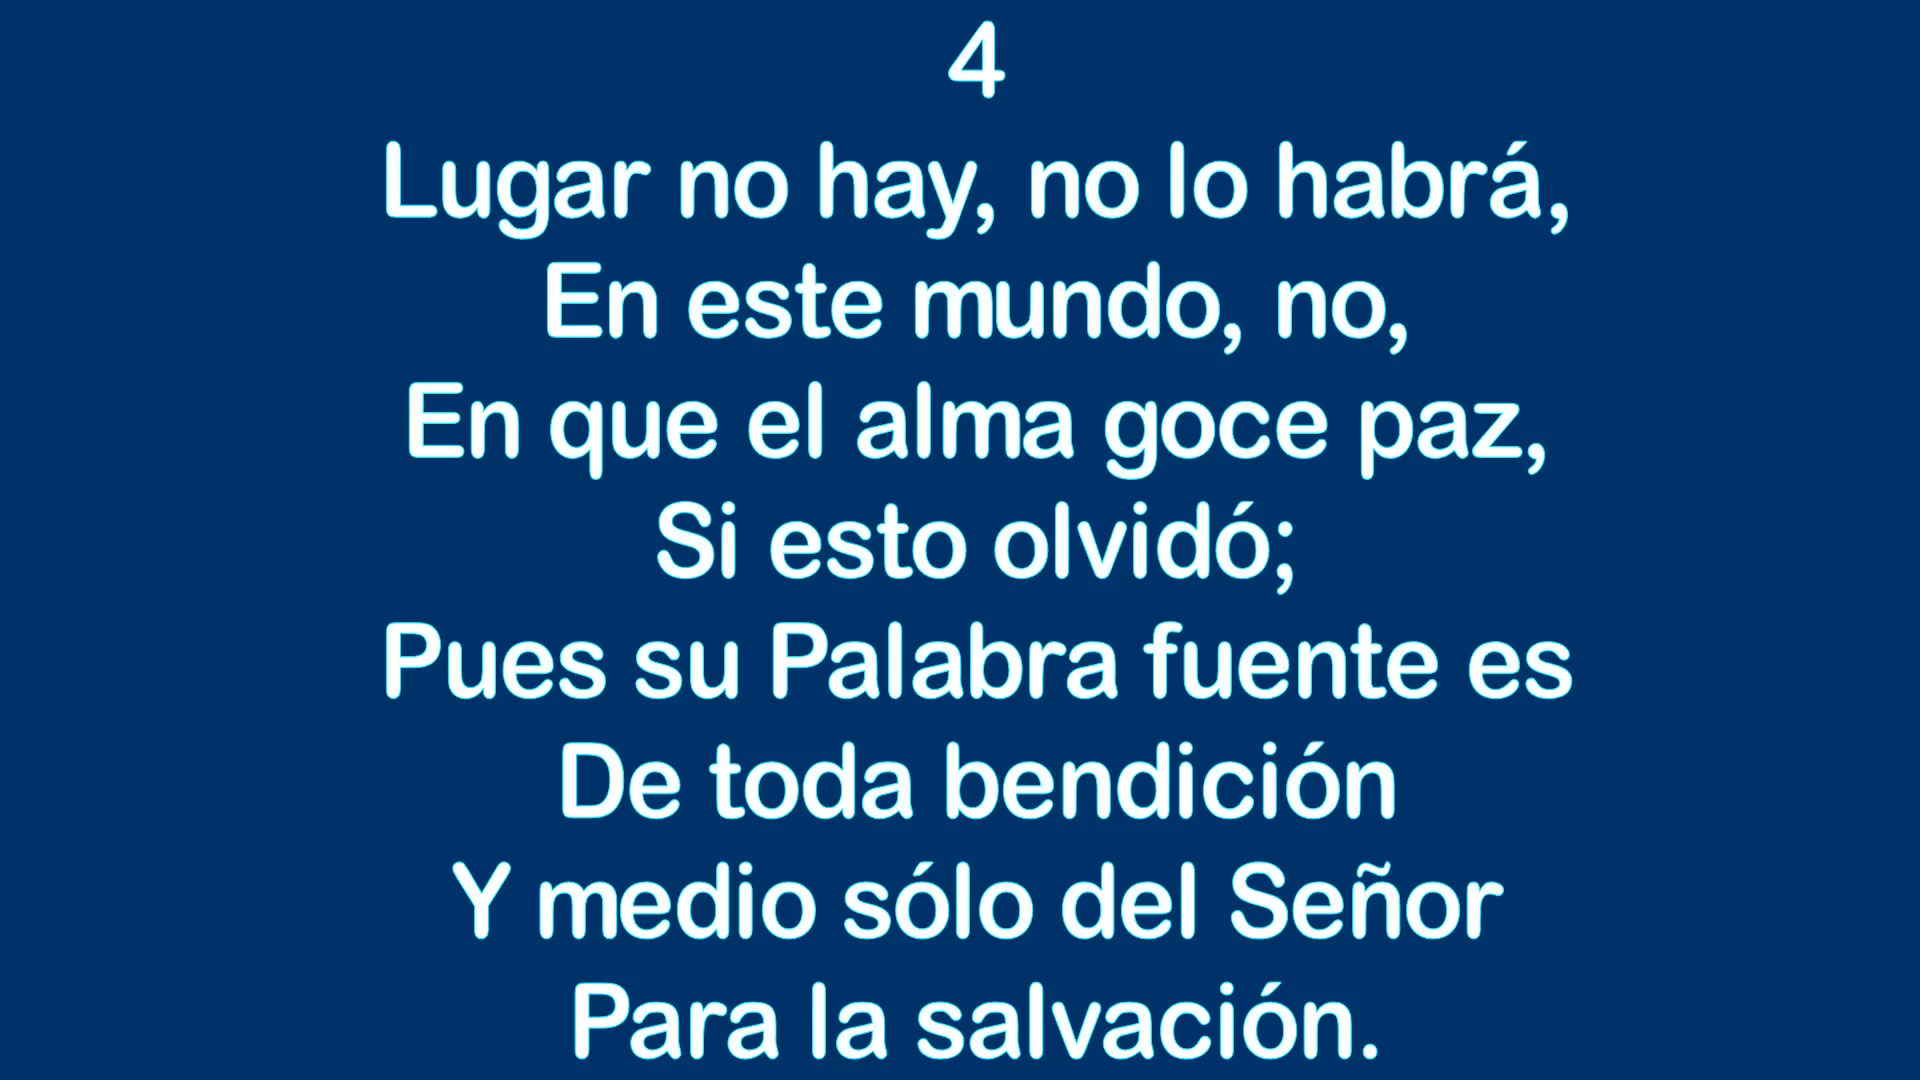 4
Lugar no hay, no lo habrá,
En este mundo, no,
En que el alma goce paz,
Si esto olvidó;
Pues su Palabra fuente es
De toda bendición
Y medio sólo del Señor
Para la salvación.